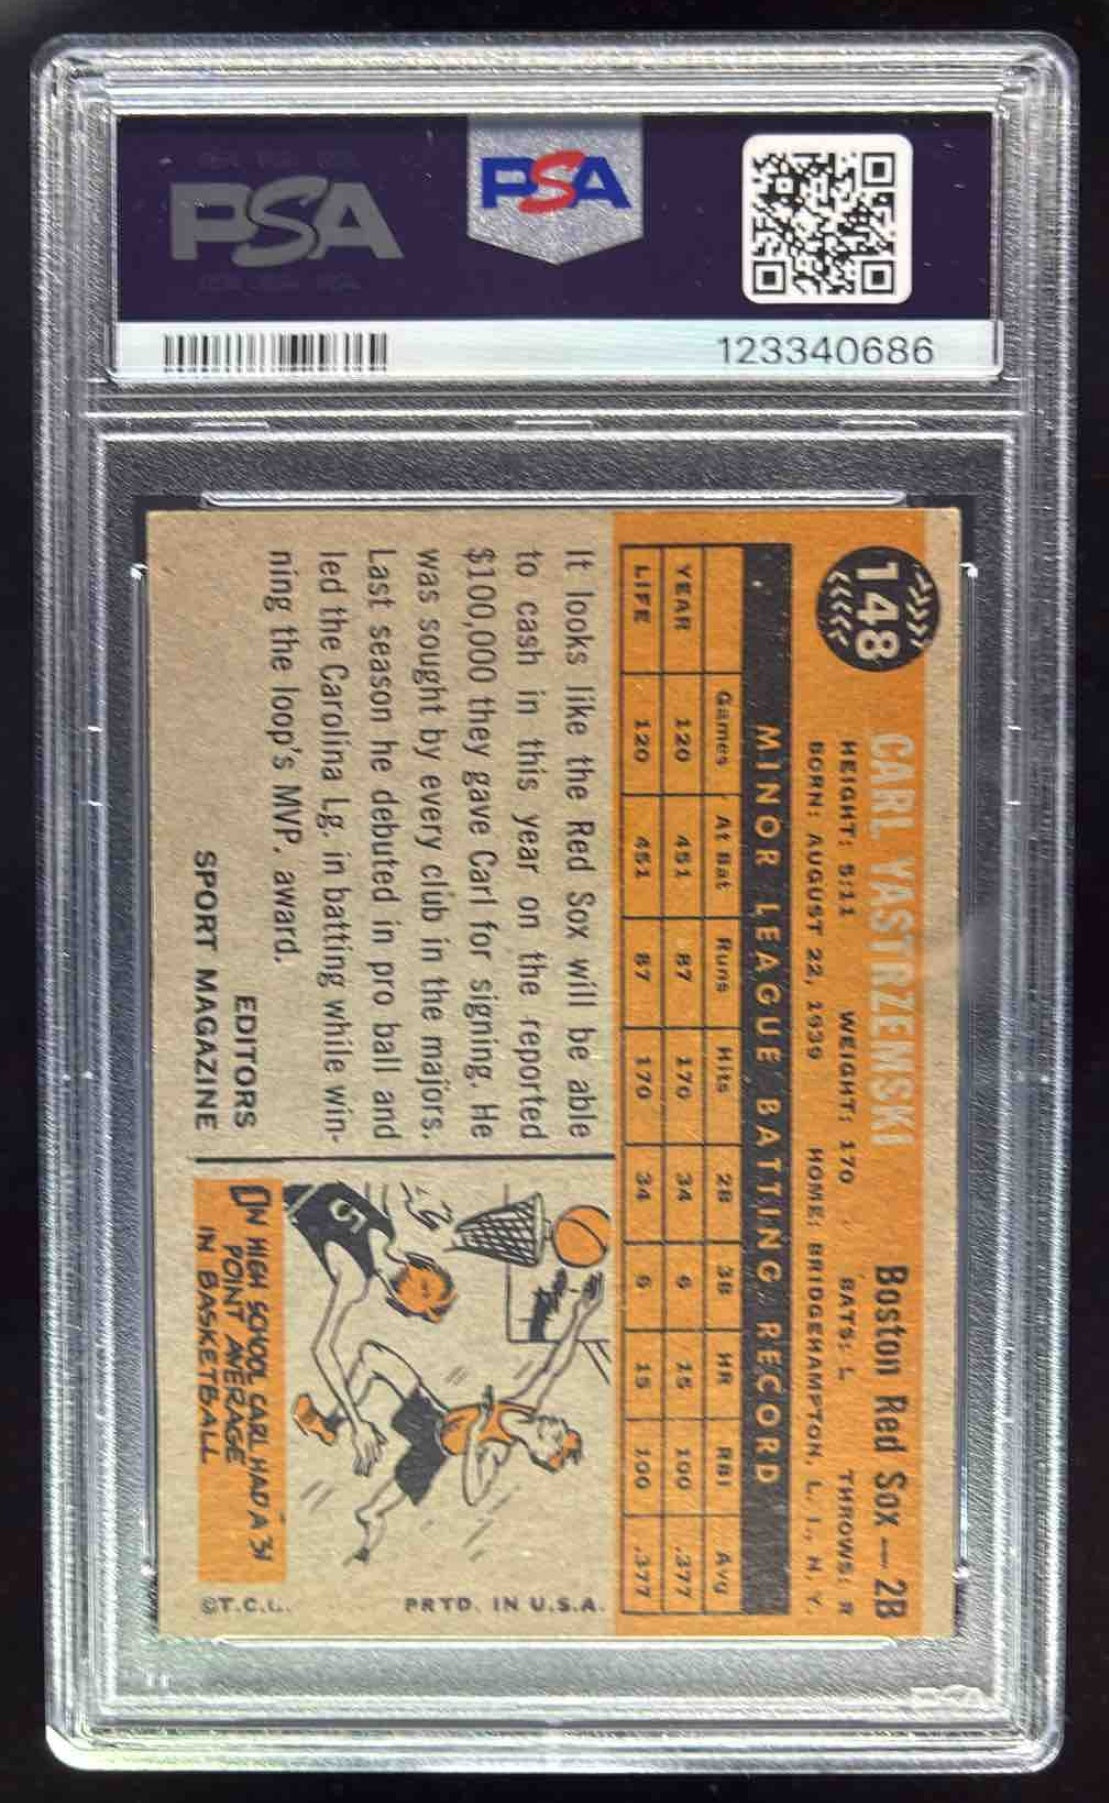 PSA
PSA
123340686
148
CARL YASTRZEMSKI Boston Red Sox — 2B
HEIGHT: 5:11 WEIGHT: 170 BATS: L THROWS: R
BORN: AUGUST 22, 1939 HOME: BRIDGEHAMPTON, L. I., N. Y.
MINOR LEAGUE BATTING RECORD
Games At Bat Runs Hits 2B 3B HR RBI Avg
YEAR 120 451 87 170 34 6 15 100 .377
LIFE 120 451 87 170 34 6 15 100 .377
It looks like the Red Sox will be able
to cash in this year on the reported
$100,000 they gave Carl for signing. He
was sought by every club in the majors.
Last season he debuted in pro ball and
led the Carolina Lg. in batting while win-
ning the loop's MVP. award.
EDITORS
SPORT MAGAZINE
5
IN HIGH SCHOOL CARL HAD A 31
POINT AVERAGE
IN BASKETBALL
©T.C.G. PRTD. IN U.S.A.